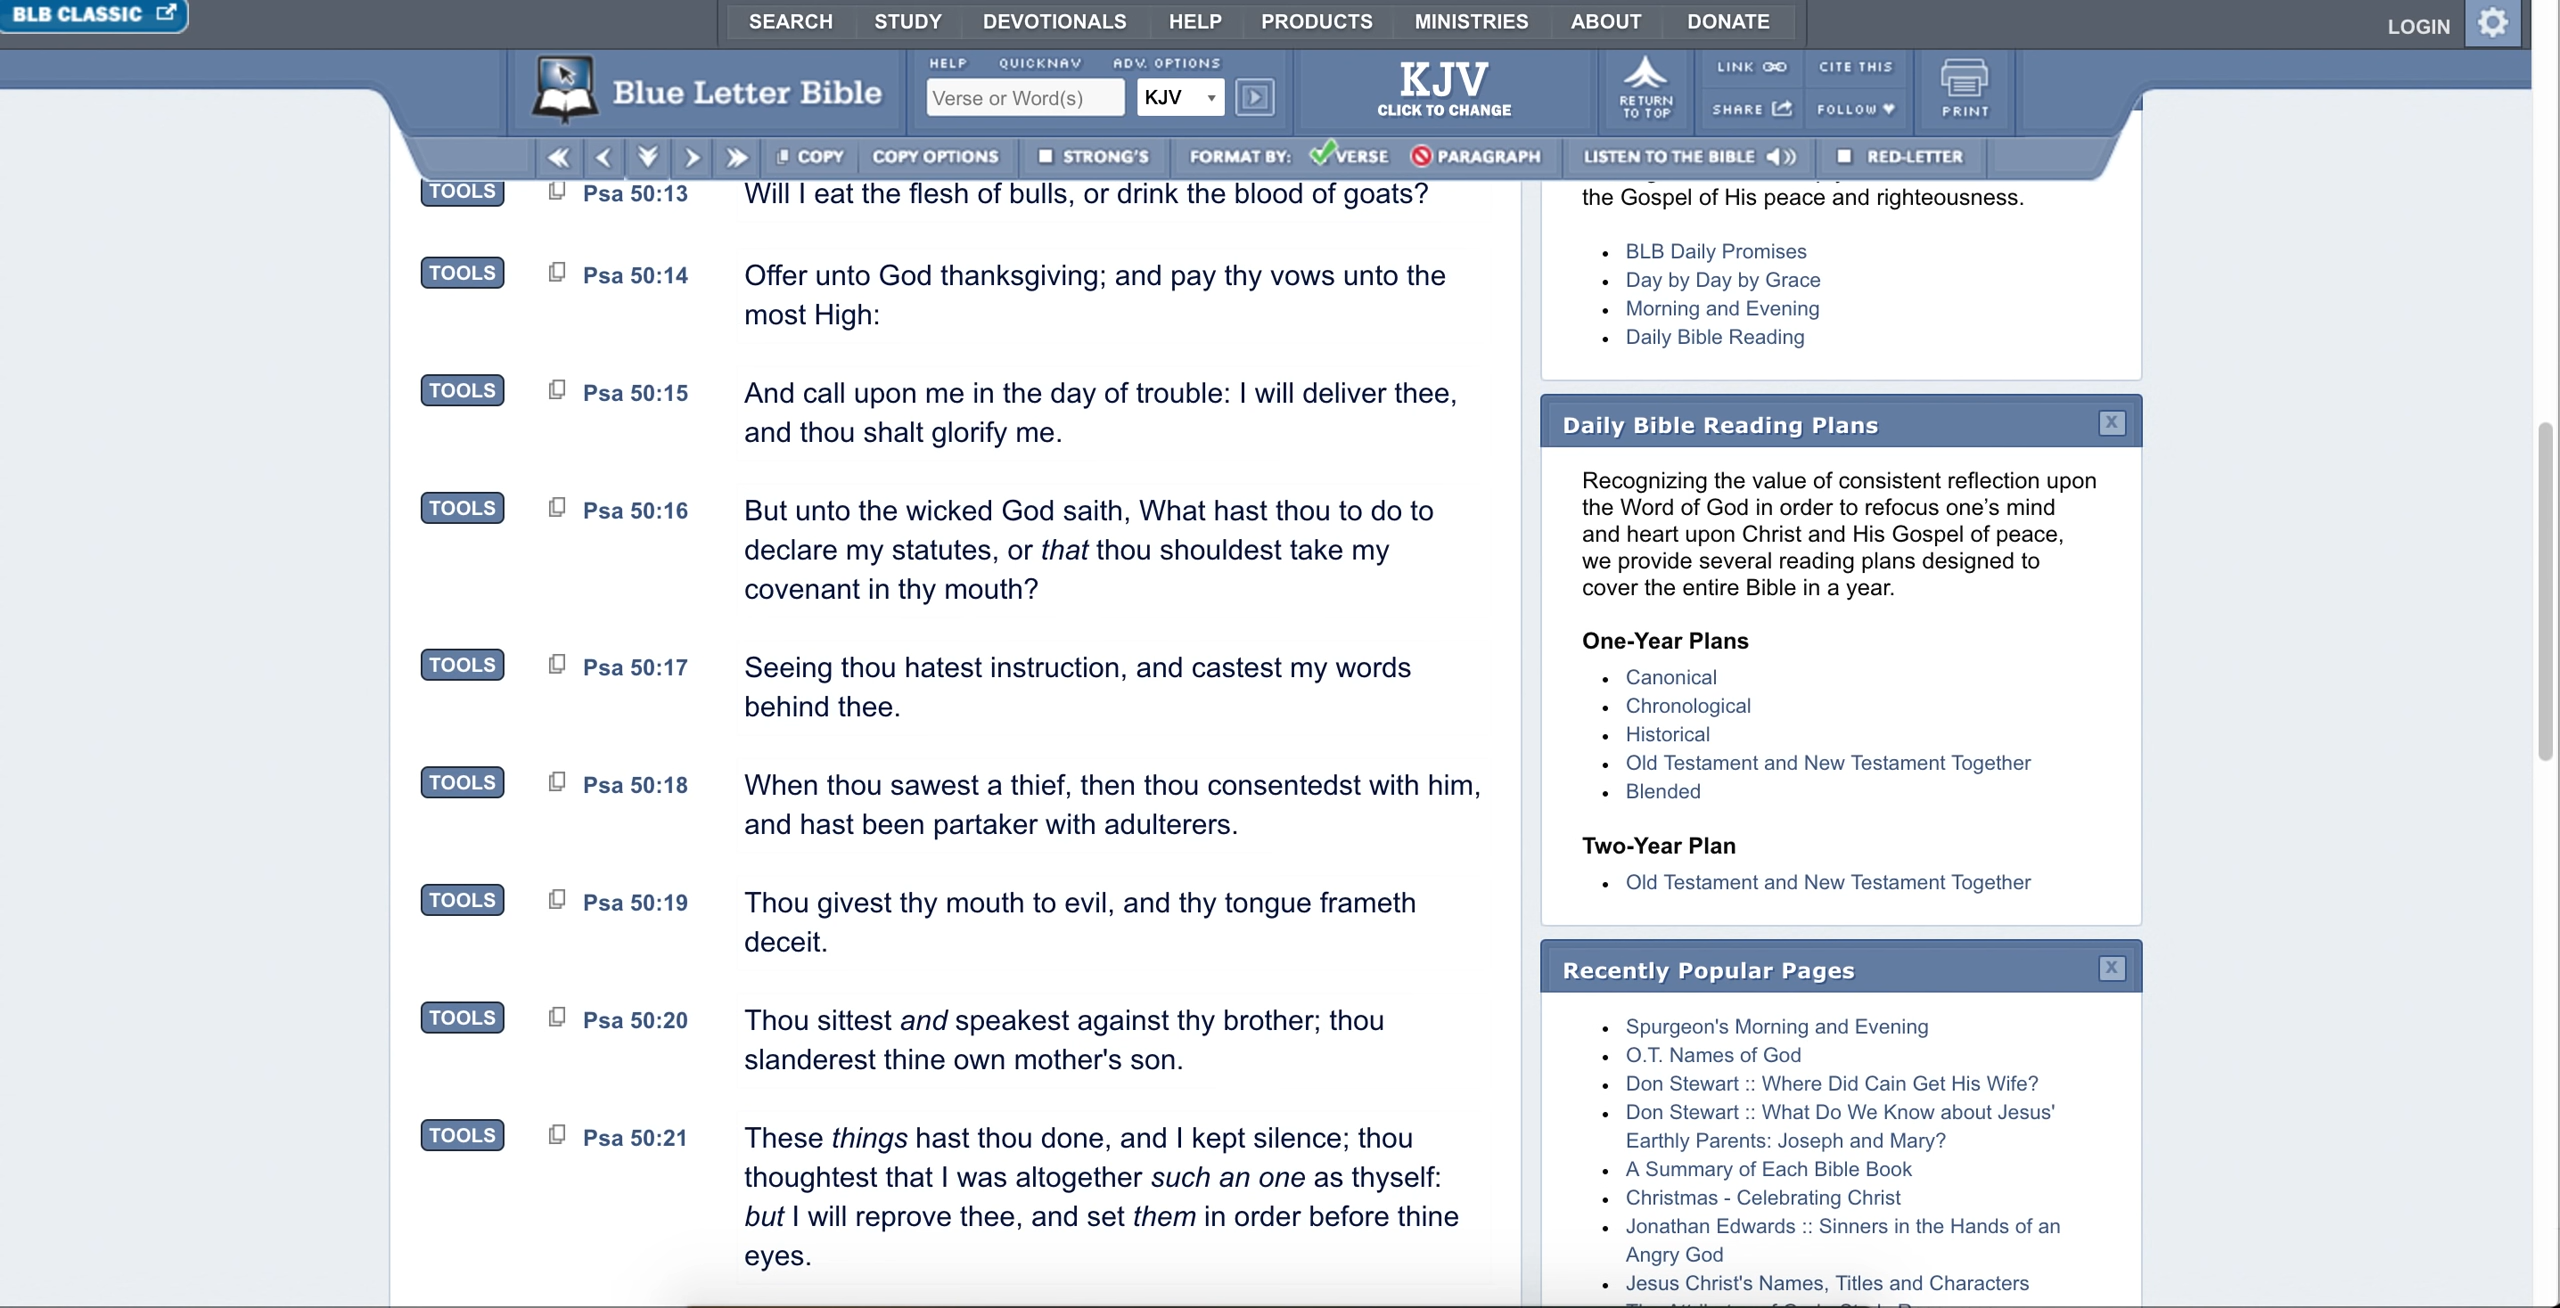 BLB CLASSIC
SEARCH STUDY DEVOTIONALS HELP PRODUCTS MINISTRIES ABOUT DONATE
LOGIN
Blue Letter Bible
HELP QUICKNAV ADV. OPTIONS
Verse or Word(s) KJV
KJV
CLICK TO CHANGE
RETURN
TO TOP
LINK CITE THIS
SHARE FOLLOW
PRINT
COPY COPY OPTIONS STRONG'S FORMAT BY: VERSE PARAGRAPH LISTEN TO THE BIBLE RED-LETTER
TOOLS Psa 50:13 Will I eat the flesh of bulls, or drink the blood of goats?
TOOLS Psa 50:14 Offer unto God thanksgiving; and pay thy vows unto the
most High:
TOOLS Psa 50:15 And call upon me in the day of trouble: I will deliver thee,
and thou shalt glorify me.
TOOLS Psa 50:16 But unto the wicked God saith, What hast thou to do to
declare my statutes, or that thou shouldest take my
covenant in thy mouth?
TOOLS Psa 50:17 Seeing thou hatest instruction, and castest my words
behind thee.
TOOLS Psa 50:18 When thou sawest a thief, then thou consentedst with him,
and hast been partaker with adulterers.
TOOLS Psa 50:19 Thou givest thy mouth to evil, and thy tongue frameth
deceit.
TOOLS Psa 50:20 Thou sittest and speakest against thy brother; thou
slanderest thine own mother's son.
TOOLS Psa 50:21 These things hast thou done, and I kept silence; thou
thoughtest that I was altogether such an one as thyself:
but I will reprove thee, and set them in order before thine
eyes.
the Gospel of His peace and righteousness.
• BLB Daily Promises
• Day by Day by Grace
• Morning and Evening
• Daily Bible Reading
Daily Bible Reading Plans X
Recognizing the value of consistent reflection upon
the Word of God in order to refocus one’s mind
and heart upon Christ and His Gospel of peace,
we provide several reading plans designed to
cover the entire Bible in a year.
One-Year Plans
• Canonical
• Chronological
• Historical
• Old Testament and New Testament Together
• Blended
Two-Year Plan
• Old Testament and New Testament Together
Recently Popular Pages X
• Spurgeon's Morning and Evening
• O.T. Names of God
• Don Stewart :: Where Did Cain Get His Wife?
• Don Stewart :: What Do We Know about Jesus'
Earthly Parents: Joseph and Mary?
• A Summary of Each Bible Book
• Christmas - Celebrating Christ
• Jonathan Edwards :: Sinners in the Hands of an
Angry God
• Jesus Christ's Names, Titles and Characters